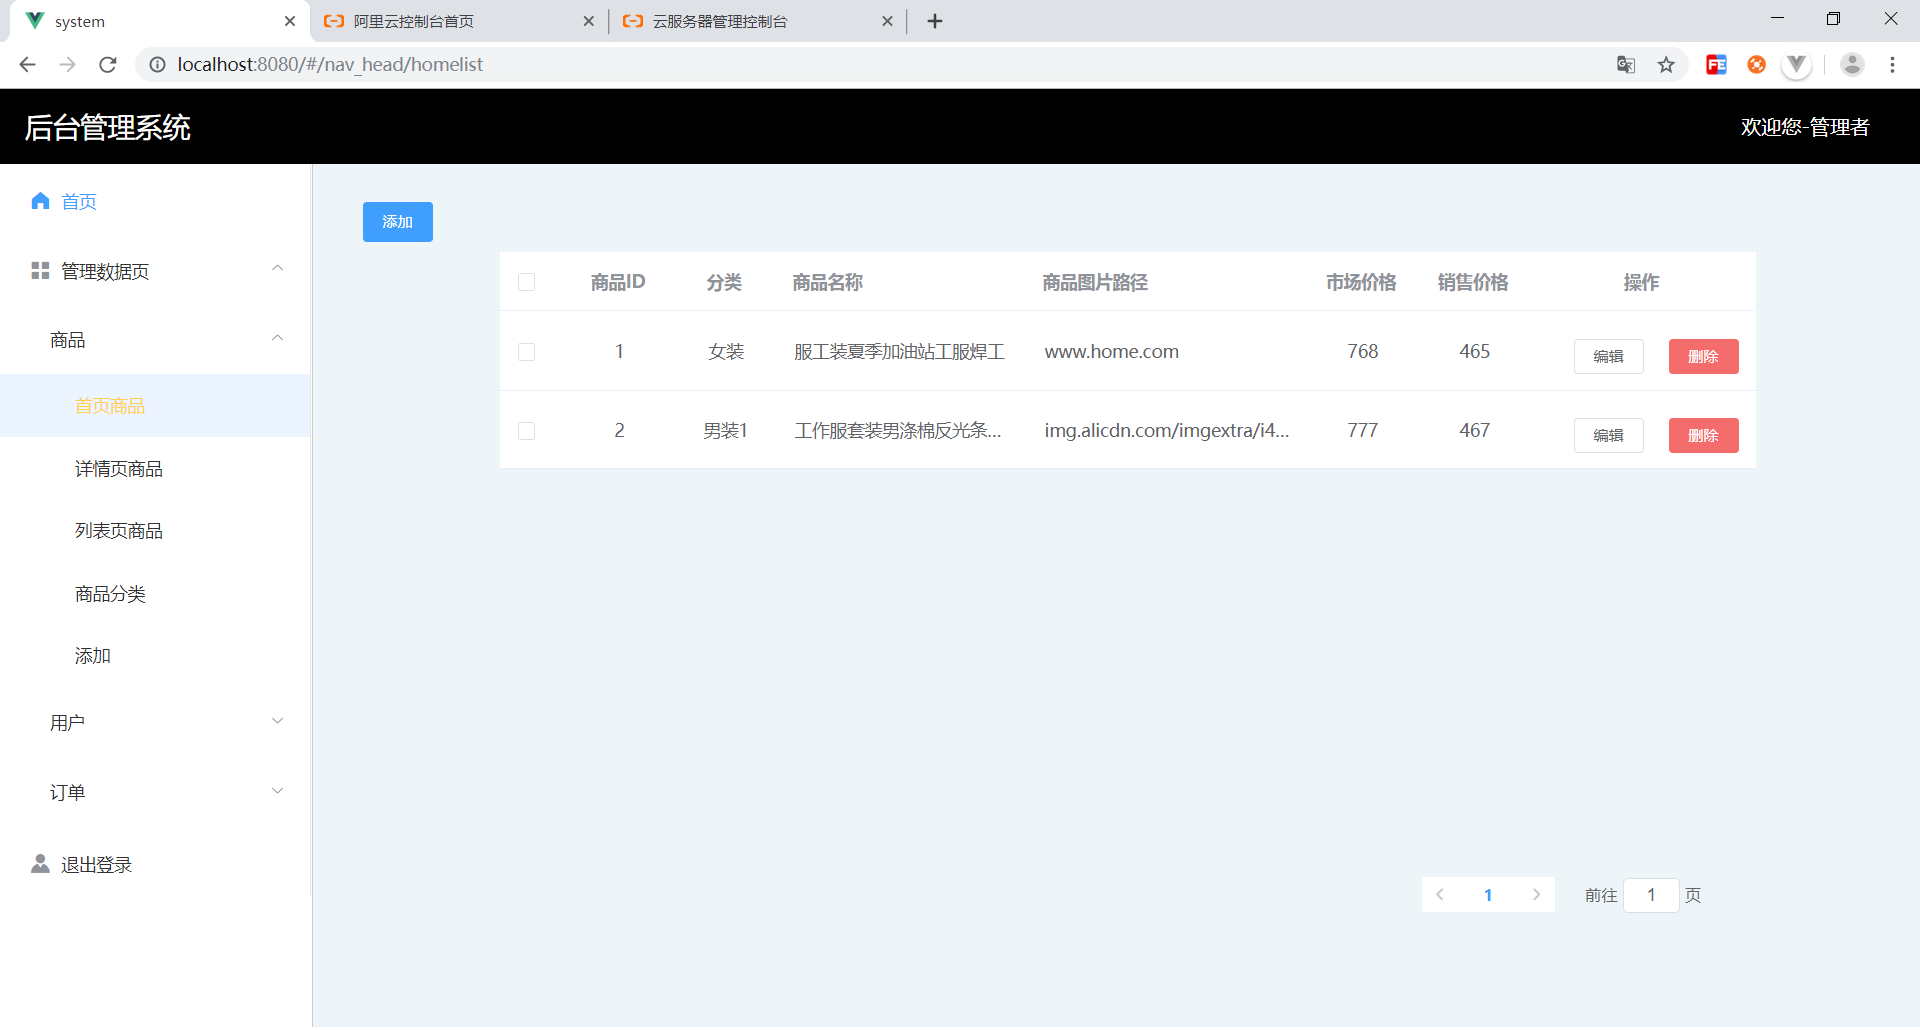 system
阿里云控制台首页
云服务器管理控制台
localhost:8080/#/nav_head/homelist
FE
后台管理系统
欢迎您-管理者
首页
管理数据页
商品
首页商品
详情页商品
列表页商品
商品分类
添加
用户
订单
退出登录
添加
商品ID 分类 商品名称 商品图片路径 市场价格 销售价格 操作
1 女装 服工装夏季加油站工服焊工 www.home.com 768 465 编辑 删除
2 男装1 工作服套装男涤棉反光条... img.alicdn.com/imgextra/i4... 777 467 编辑 删除
1 前往 1 页